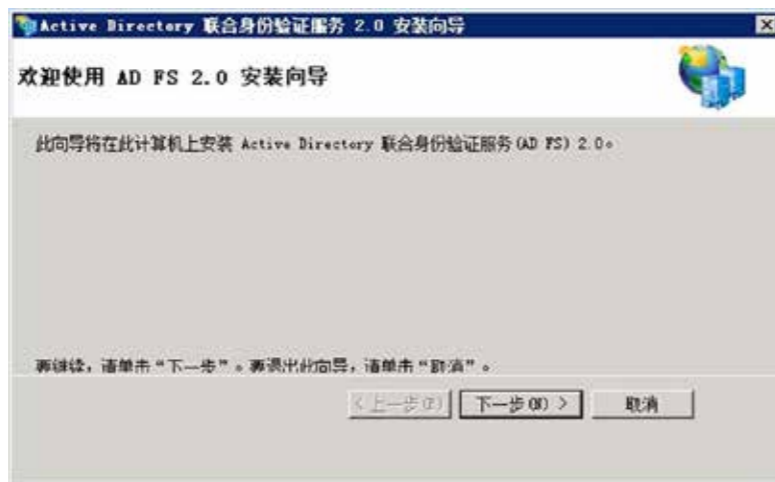 Active Directory 联合身份验证服务 2.0 安装向导
欢迎使用 AD FS 2.0 安装向导
此向导将在此计算机上安装 Active Directory 联合身份验证服务(AD FS) 2.0。
要继续，请单击“下一步”。要退出此向导，请单击“取消”。
< 上一步(P) 下一步(N) > 取消